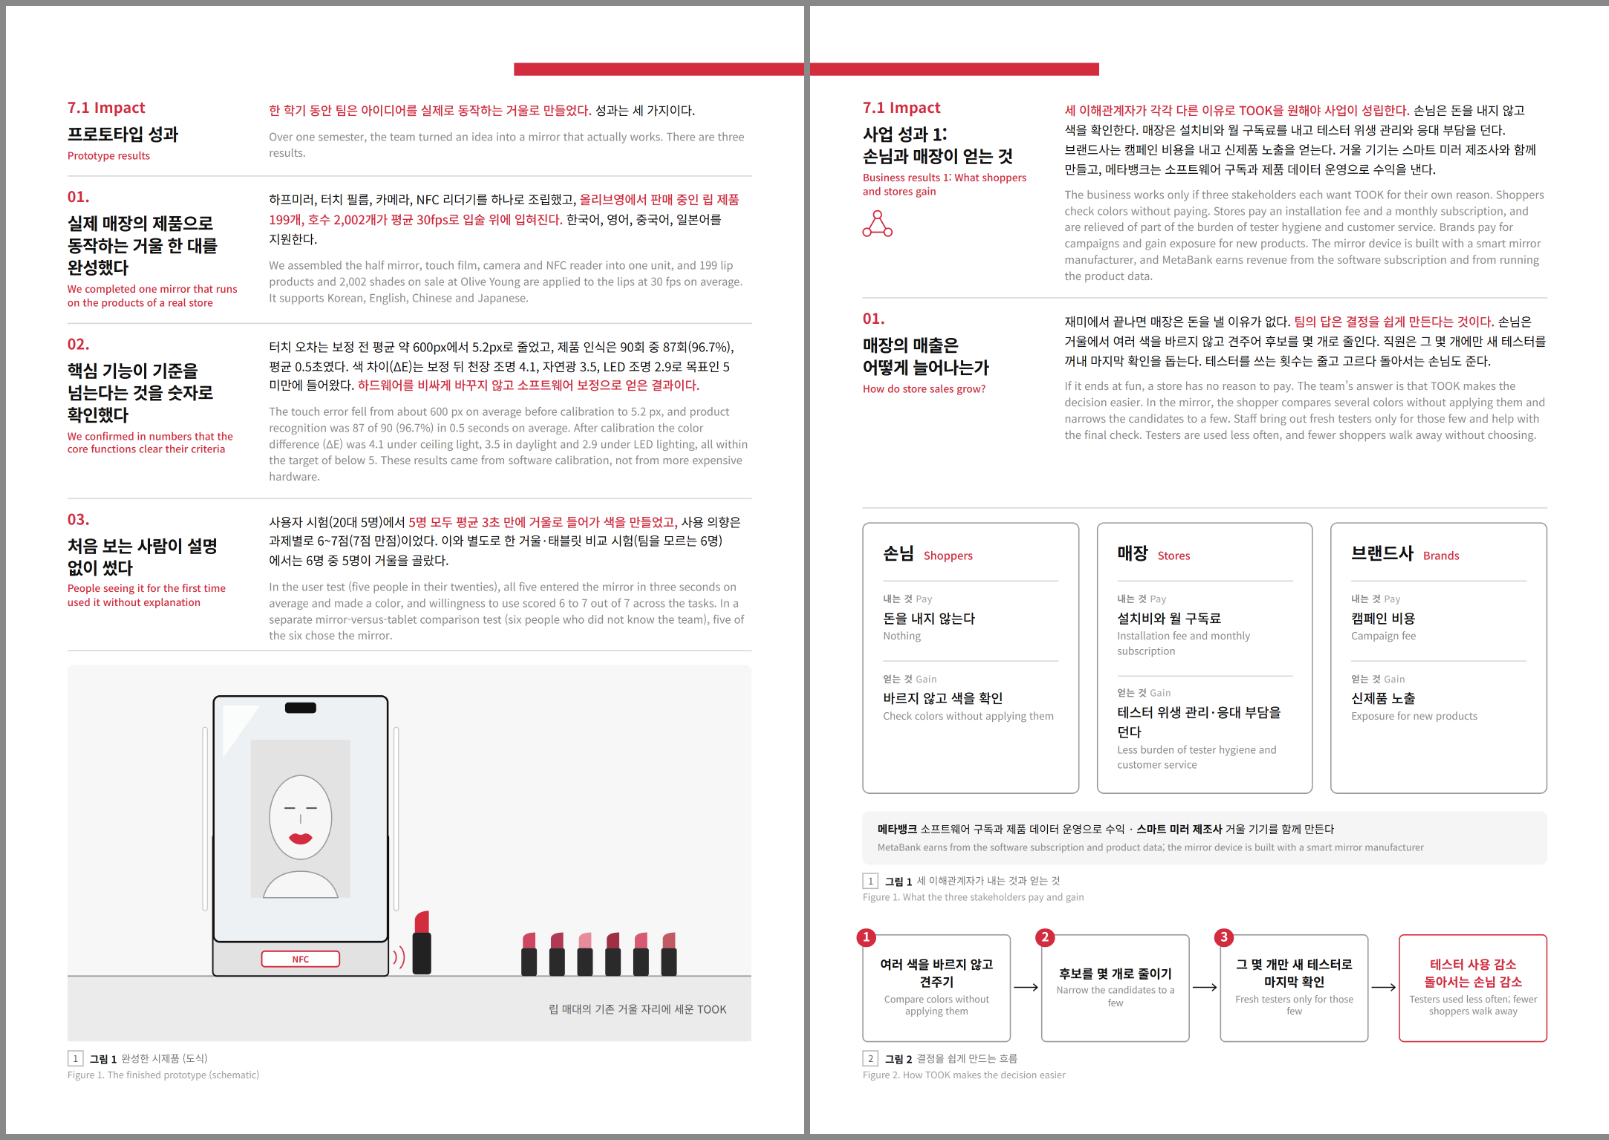 7.1 Impact
프로토타입 성과
Prototype results
한 학기 동안 팀은 아이디어를 실제로 동작하는 거울로 만들었다. 성과는 세 가지이다.
Over one semester, the team turned an idea into a mirror that actually works. There are three
results.
01.
실제 매장의 제품으로
동작하는 거울 한 대를
완성했다
We completed one mirror that runs
on the products of a real store
하프미러, 터치 필름, 카메라, NFC 리더기를 하나로 조립했고, 올리브영에서 판매 중인 립 제품
199개, 호수 2,002개가 평균 30fps로 입술 위에 입혀진다. 한국어, 영어, 중국어, 일본어를
지원한다.
We assembled the half mirror, touch film, camera and NFC reader into one unit, and 199 lip
products and 2,002 shades on sale at Olive Young are applied to the lips at 30 fps on average.
It supports Korean, English, Chinese and Japanese.
02.
핵심 기능이 기준을
넘는다는 것을 숫자로
확인했다
We confirmed in numbers that the
core functions clear their criteria
터치 오차는 보정 전 평균 약 600px에서 5.2px로 줄었고, 제품 인식은 90회 중 87회(96.7%),
평균 0.5초였다. 색 차이(ΔE)는 보정 뒤 천장 조명 4.1, 자연광 3.5, LED 조명 2.9로 목표인 5
미만에 들어왔다. 하드웨어를 비싸게 바꾸지 않고 소프트웨어 보정으로 얻은 결과이다.
The touch error fell from about 600 px on average before calibration to 5.2 px, and product
recognition was 87 of 90 (96.7%) in 0.5 seconds on average. After calibration the color
difference (ΔE) was 4.1 under ceiling light, 3.5 in daylight and 2.9 under LED lighting, all within
the target of below 5. These results came from software calibration, not from more expensive
hardware.
03.
처음 보는 사람이 설명
없이 썼다
People seeing it for the first time
used it without explanation
사용자 시험(20대 5명)에서 5명 모두 평균 3초 만에 거울로 들어가 색을 만들었고, 사용 의향은
과제별로 6~7점(7점 만점)이었다. 이와 별도로 한 거울·태블릿 비교 시험(팀을 모르는 6명)
에서는 6명 중 5명이 거울을 골랐다.
In the user test (five people in their twenties), all five entered the mirror in three seconds on
average and made a color, and willingness to use scored 6 to 7 out of 7 across the tasks. In a
separate mirror-versus-tablet comparison test (six people who did not know the team), five of
the six chose the mirror.
NFC
립 매대의 기존 거울 자리에 세운 TOOK
1 그림 1 완성한 시제품 (도식)
Figure 1. The finished prototype (schematic)
7.1 Impact
사업 성과 1:
손님과 매장이 얻는 것
Business results 1: What shoppers
and stores gain
세 이해관계자가 각각 다른 이유로 TOOK을 원해야 사업이 성립한다. 손님은 돈을 내지 않고
색을 확인한다. 매장은 설치비와 월 구독료를 내고 테스터 위생 관리와 응대 부담을 던다.
브랜드사는 캠페인 비용을 내고 신제품 노출을 얻는다. 거울 기기는 스마트 미러 제조사와 함께
만들고, 메타뱅크는 소프트웨어 구독과 제품 데이터 운영으로 수익을 낸다.
The business works only if three stakeholders each want TOOK for their own reason. Shoppers
check colors without paying. Stores pay an installation fee and a monthly subscription, and
are relieved of part of the burden of tester hygiene and customer service. Brands pay for
campaigns and gain exposure for new products. The mirror device is built with a smart mirror
manufacturer, and MetaBank earns revenue from the software subscription and from running
the product data.
01.
매장의 매출은
어떻게 늘어나는가
How do store sales grow?
재미에서 끝나면 매장은 돈을 낼 이유가 없다. 팀의 답은 결정을 쉽게 만든다는 것이다. 손님은
거울에서 여러 색을 바르지 않고 견주어 후보를 몇 개로 줄인다. 직원은 그 몇 개에만 새 테스터를
꺼내 마지막 확인을 돕는다. 테스터를 쓰는 횟수는 줄고 고르다 돌아서는 손님도 준다.
If it ends at fun, a store has no reason to pay. The team's answer is that TOOK makes the
decision easier. In the mirror, the shopper compares several colors without applying them and
narrows the candidates to a few. Staff bring out fresh testers only for those few and help with
the final check. Testers are used less often, and fewer shoppers walk away without choosing.
손님 Shoppers
내는 것 Pay
돈을 내지 않는다
Nothing
얻는 것 Gain
바르지 않고 색을 확인
Check colors without applying them
매장 Stores
내는 것 Pay
설치비와 월 구독료
Installation fee and monthly
subscription
얻는 것 Gain
테스터 위생 관리·응대 부담을
던다
Less burden of tester hygiene and
customer service
브랜드사 Brands
내는 것 Pay
캠페인 비용
Campaign fee
얻는 것 Gain
신제품 노출
Exposure for new products
메타뱅크 소프트웨어 구독과 제품 데이터 운영으로 수익 · 스마트 미러 제조사 거울 기기를 함께 만든다
MetaBank earns from the software subscription and product data; the mirror device is built with a smart mirror manufacturer
1 그림 1 세 이해관계자가 내는 것과 얻는 것
Figure 1. What the three stakeholders pay and gain
1
여러 색을 바르지 않고
견주기
Compare colors without
applying them
2
후보를 몇 개로 줄이기
Narrow the candidates to a
few
3
그 몇 개만 새 테스터로
마지막 확인
Fresh testers only for those
few
테스터 사용 감소
돌아서는 손님 감소
Testers used less often; fewer
shoppers walk away
2 그림 2 결정을 쉽게 만드는 흐름
Figure 2. How TOOK makes the decision easier